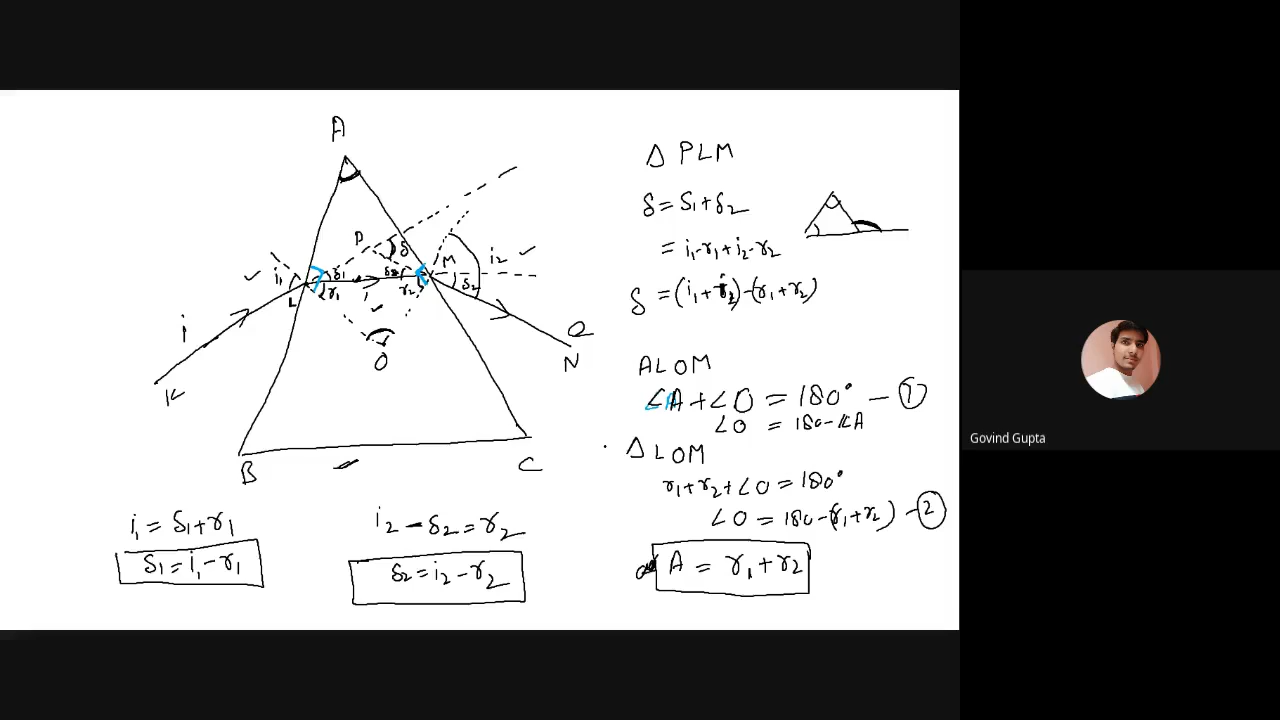 A
P
δ
i₁
δ₁
δ₂
M
i₂
L
r₁
r₂
δ₂
i
O
Q
N
K
B
C
i₁ = δ₁+r₁
δ₁ = i₁-r₁
i₂ - δ₂ = r₂
δ₂ = i₂-r₂
Δ PLM
δ = δ₁+δ₂
= i₁-r₁+i₂-r₂
δ = (i₁+i₂)-(r₁+r₂)
ALOM
∠A+∠O = 180° - ①
∠O = 180-∠A
Δ LOM
r₁+r₂+∠O = 180°
∠O = 180-(r₁+r₂) - ②
A = r₁+r₂
Govind Gupta